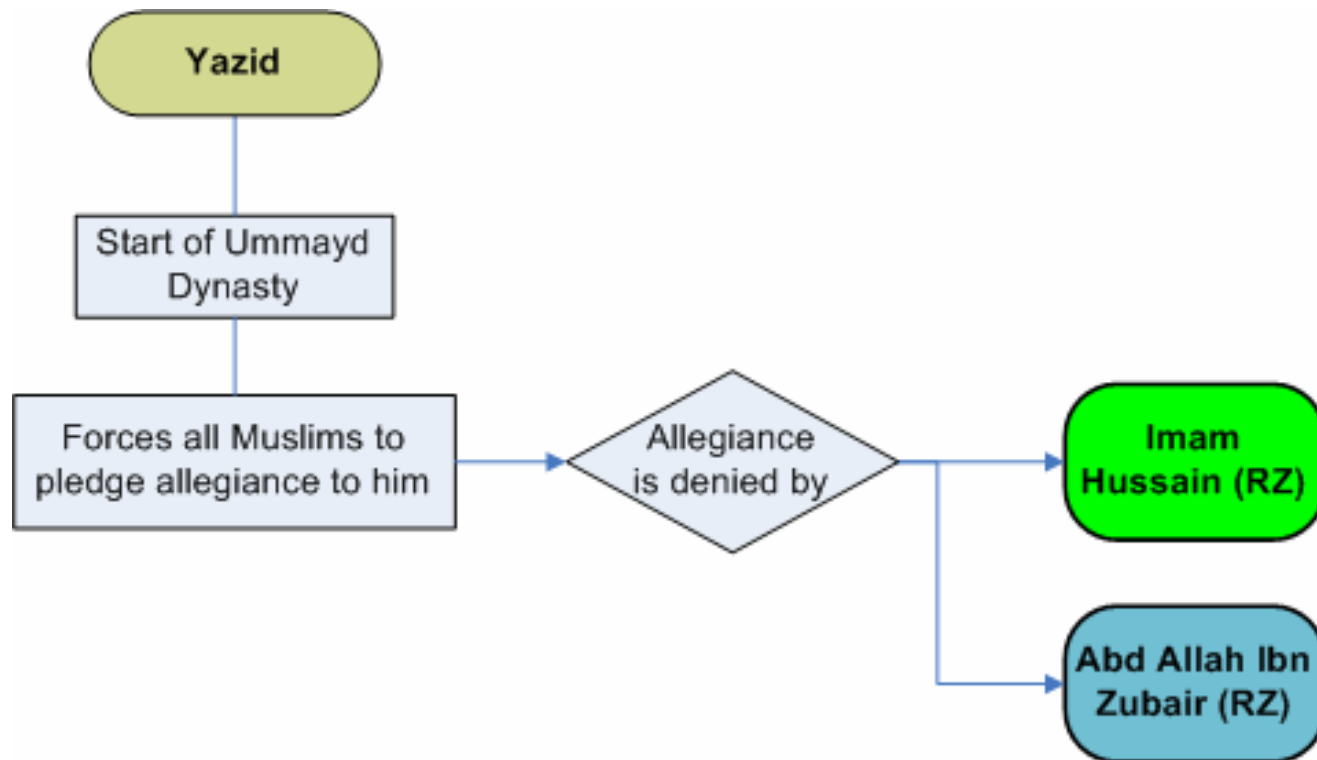 Yazid
Start of Ummayd
Dynasty
Forces all Muslims to
pledge allegiance to him
Allegiance
is denied by
Imam
Hussain (RZ)
Abd Allah Ibn
Zubair (RZ)